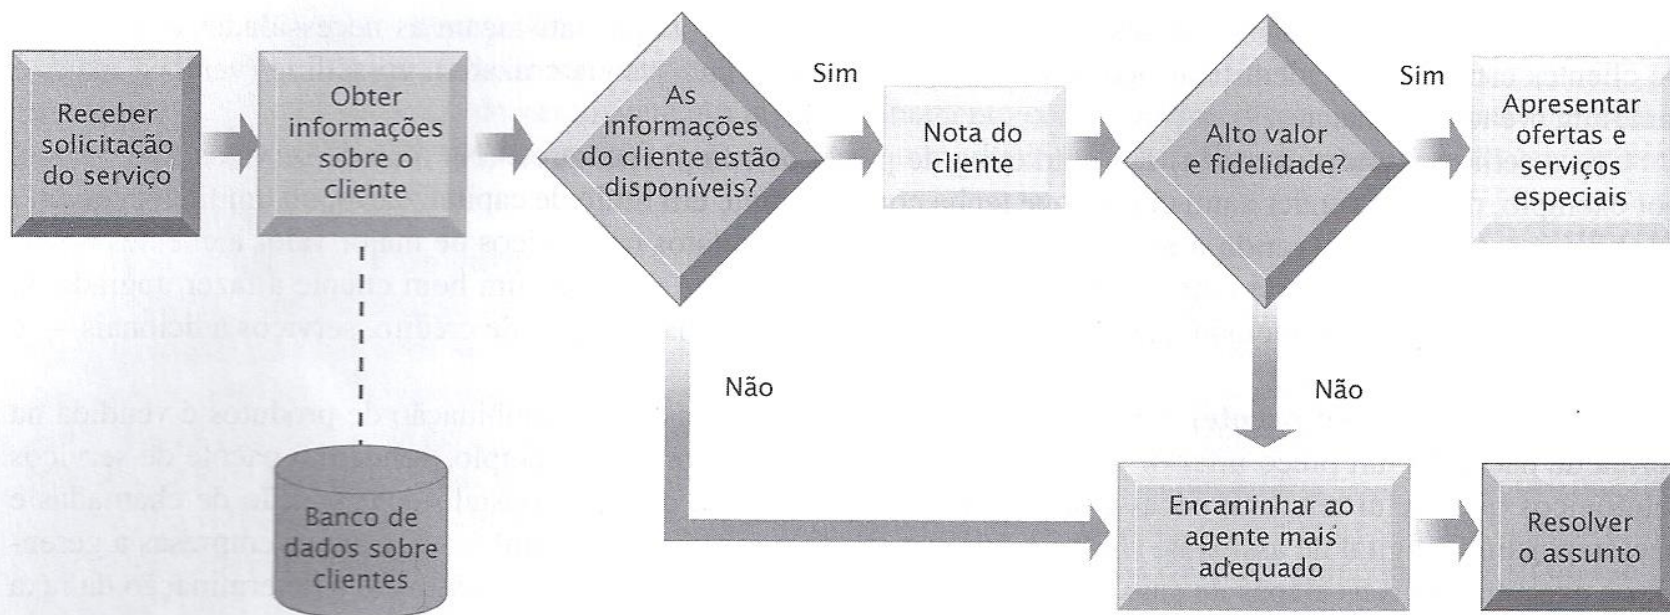 Receber
solicitação
do serviço
Obter
informações
sobre o
cliente
As
informações
do cliente estão
disponíveis?
Sim
Nota do
cliente
Alto valor
e fidelidade?
Sim
Apresentar
ofertas e
serviços
especiais
Não
Não
Banco de
dados sobre
clientes
Encaminhar ao
agente mais
adequado
Resolver
o assunto